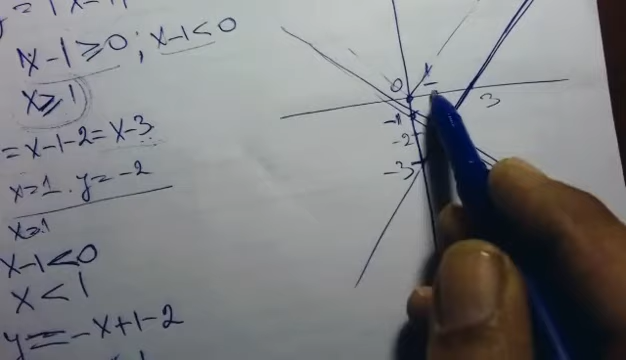 x-1≥0; x-1<0
x≥1
=x-1-2=x-3
x=1. y=-2
x-1<0
x<1
y=-x+1-2
0
1
3
-1
-2
-3